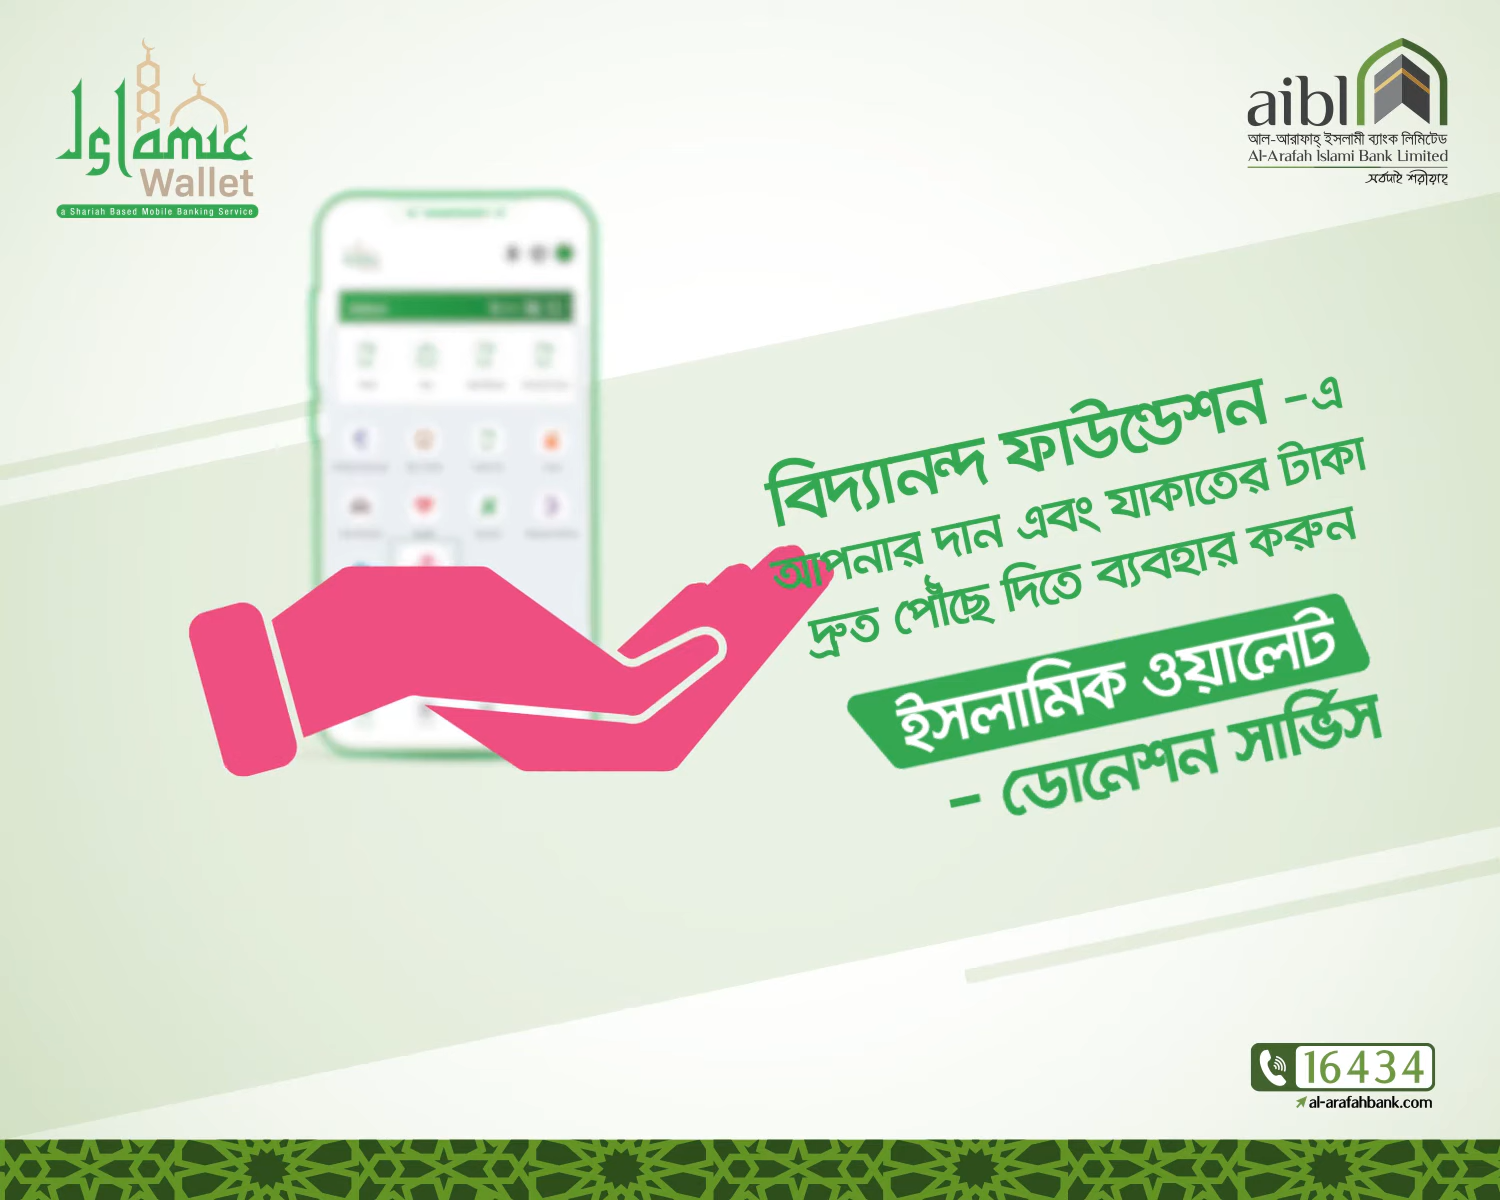 Islamic
Wallet
a Shariah Based Mobile Banking Service
aibl
আল-আরাফাহ্ ইসলামী ব্যাংক লিমিটেড
Al-Arafah Islami Bank Limited
সর্বদাই শরীয়াহ্
বিদ্যানন্দ ফাউন্ডেশন -এ
আপনার দান এবং যাকাতের টাকা
দ্রুত পৌঁছে দিতে ব্যবহার করুন
ইসলামিক ওয়ালেট
- ডোনেশন সার্ভিস
16434
al-arafahbank.com